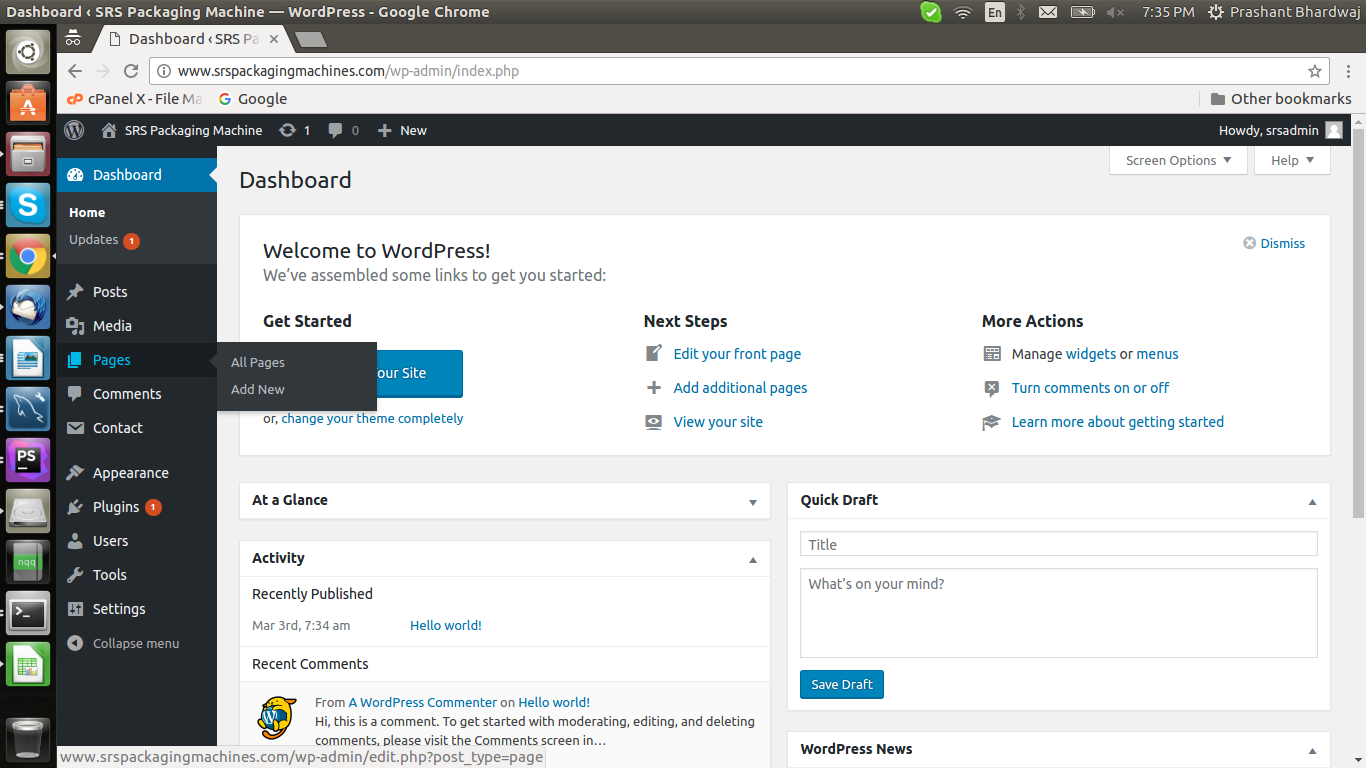 Dashboard ‹ SRS Packaging Machine — WordPress - Google Chrome
En
7:35 PM
Prashant Bhardwaj
Dashboard ‹ SRS Pa
www.srspackagingmachines.com/wp-admin/index.php
cPanel X - File Ma
Google
Other bookmarks
SRS Packaging Machine
1
0
New
Howdy, srsadmin
Dashboard
Home
Updates 1
Posts
Media
Pages
Comments
Contact
Appearance
Plugins 1
Users
Tools
Settings
Collapse menu
All Pages
Add New
Screen Options
Help
Dashboard
Welcome to WordPress!
We’ve assembled some links to get you started:
Dismiss
Get Started
our Site
or, change your theme completely
Next Steps
Edit your front page
Add additional pages
View your site
More Actions
Manage widgets or menus
Turn comments on or off
Learn more about getting started
At a Glance
Activity
Recently Published
Mar 3rd, 7:34 am
Hello world!
Recent Comments
From A WordPress Commenter on Hello world!
Hi, this is a comment. To get started with moderating, editing, and deleting
comments, please visit the Comments screen in…
Quick Draft
Title
What’s on your mind?
Save Draft
WordPress News
www.srspackagingmachines.com/wp-admin/edit.php?post_type=page
PS
nqq